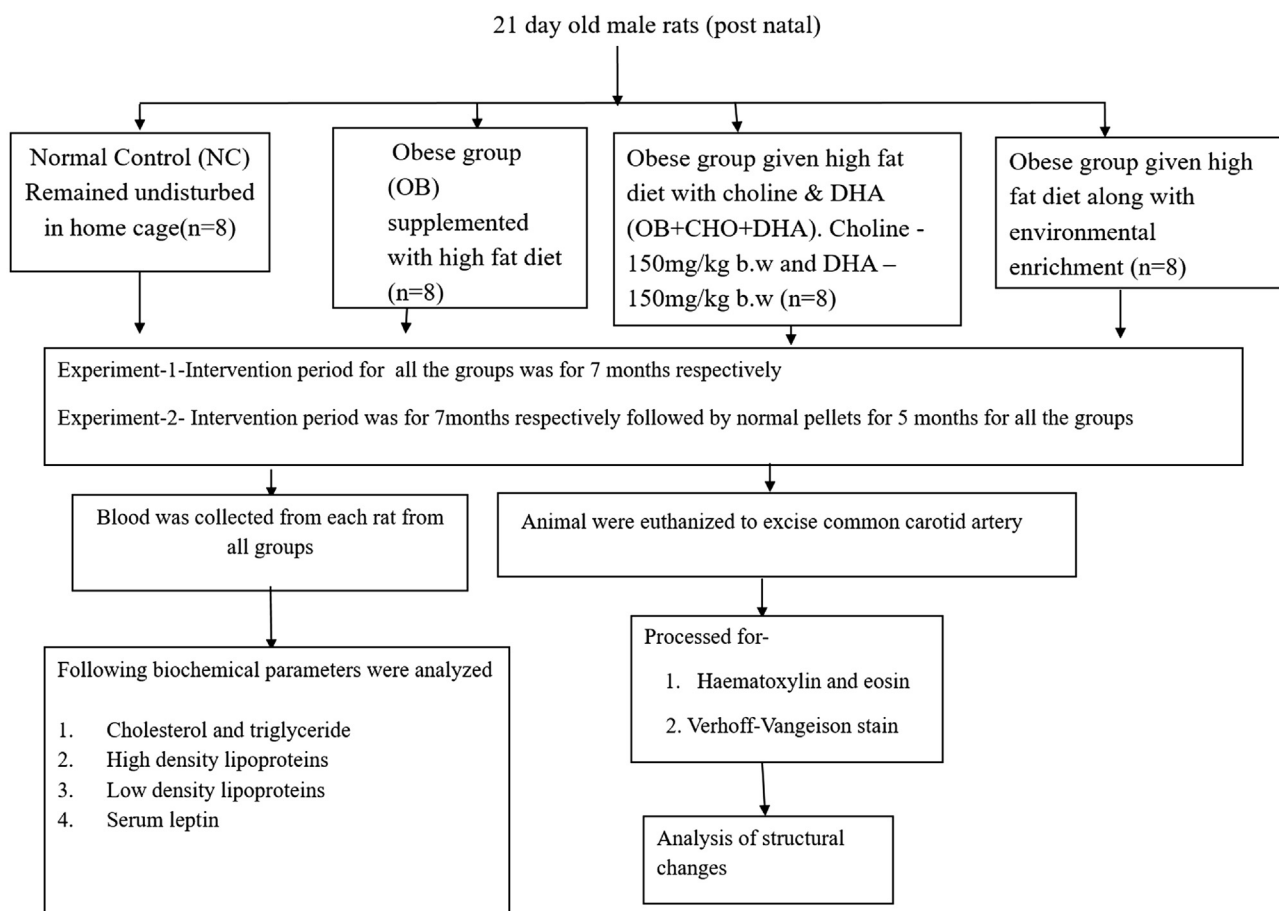 21 day old male rats (post natal)
Normal Control (NC)
Remained undisturbed
in home cage(n=8)
Obese group
(OB)
supplemented
with high fat diet
(n=8)
Obese group given high fat
diet with choline & DHA
(OB+CHO+DHA). Choline -
150mg/kg b.w and DHA –
150mg/kg b.w (n=8)
Obese group given high
fat diet along with
environmental
enrichment (n=8)
Experiment-1-Intervention period for all the groups was for 7 months respectively
Experiment-2- Intervention period was for 7months respectively followed by normal pellets for 5 months for all the groups
Blood was collected from each rat from
all groups
Animal were euthanized to excise common carotid artery
Following biochemical parameters were analyzed
1. Cholesterol and triglyceride
2. High density lipoproteins
3. Low density lipoproteins
4. Serum leptin
Processed for-
1. Haematoxylin and eosin
2. Verhoff-Vangeison stain
Analysis of structural
changes